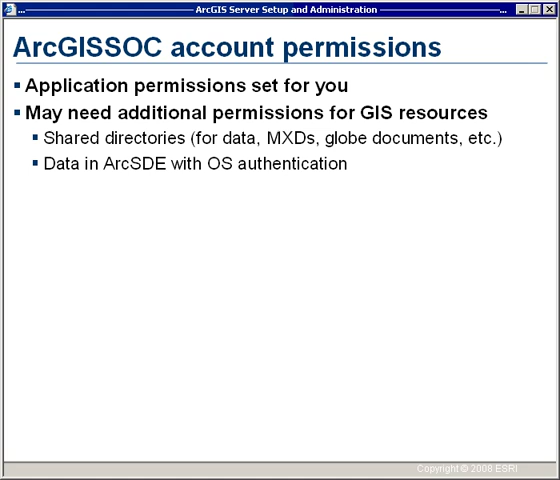 ... ArcGIS Server Setup and Administration ...
ArcGISSOC account permissions
Application permissions set for you
May need additional permissions for GIS resources
Shared directories (for data, MXDs, globe documents, etc.)
Data in ArcSDE with OS authentication
Copyright © 2008 ESRI